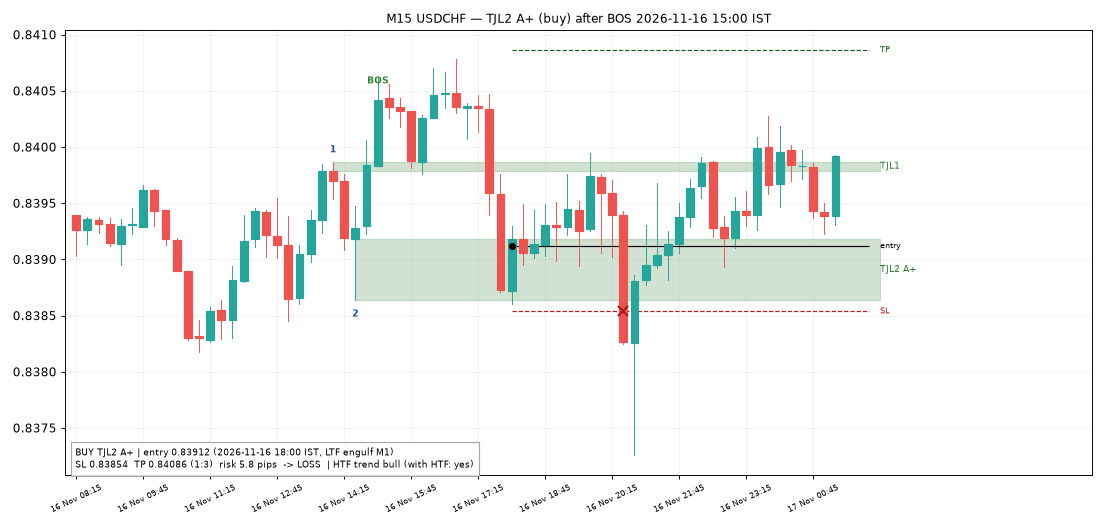 M15 USDCHF — TJL2 A+ (buy) after BOS 2026-11-16 15:00 IST
0.8410
TP
0.8405
BOS
0.8400
1
TJL1
0.8395
entry
0.8390
TJL2 A+
0.8385
2
SL
0.8380
0.8375
BUY TJL2 A+ | entry 0.83912 (2026-11-16 18:00 IST, LTF engulf M1)
SL 0.83854 TP 0.84086 (1:3) risk 5.8 pips -> LOSS | HTF trend bull (with HTF: yes)
16 Nov 08:15
16 Nov 09:45
16 Nov 11:15
16 Nov 12:45
16 Nov 14:15
16 Nov 15:45
16 Nov 17:15
16 Nov 18:45
16 Nov 20:15
16 Nov 21:45
16 Nov 23:15
17 Nov 00:45